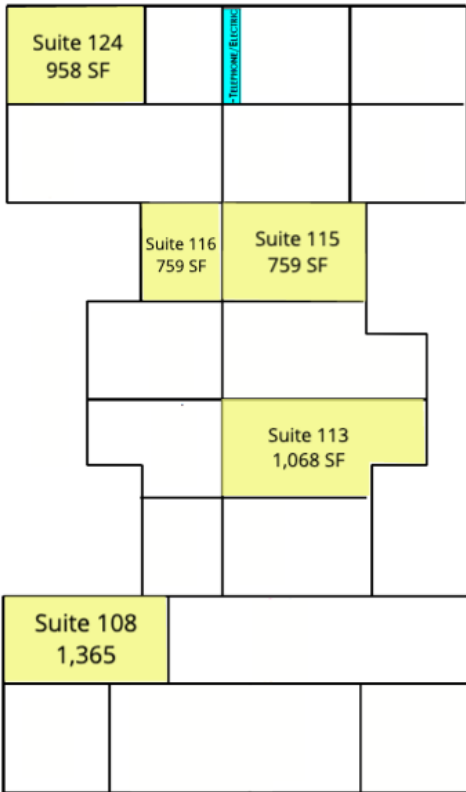 Suite 124
958 SF
-TELEPHONE/ELECTRIC
Suite 116
759 SF
Suite 115
759 SF
Suite 113
1,068 SF
Suite 108
1,365